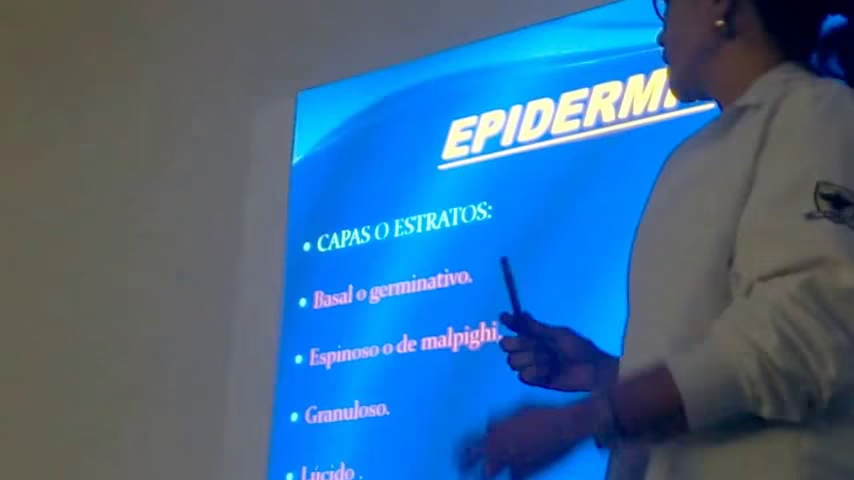 EPIDERMI
• CAPAS O ESTRATOS:
• Basal o germinativo.
• Espinoso o de malpighi.
• Granuloso.
• Lúcido.